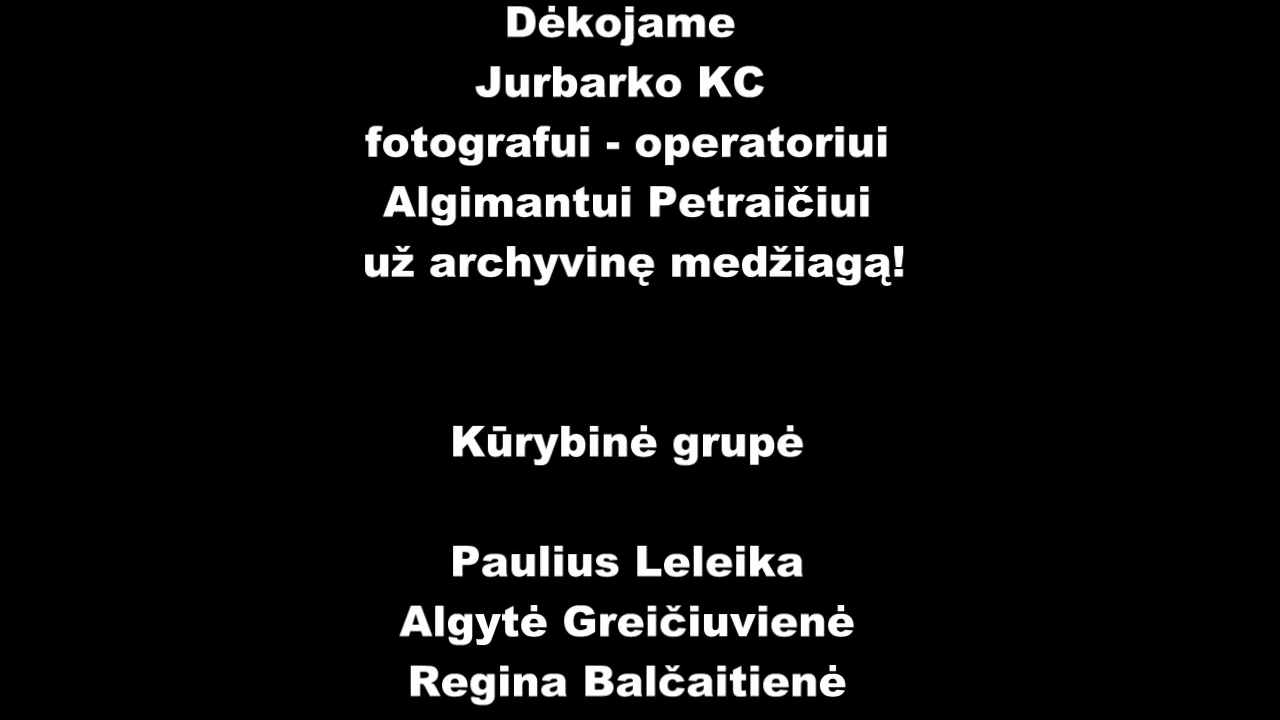 Dėkojame
Jurbarko KC
fotografui - operatoriui
Algimantui Petraičiui
už archyvinę medžiagą!
Kūrybinė grupė
Paulius Leleika
Algytė Greičiuvienė
Regina Balčaitienė